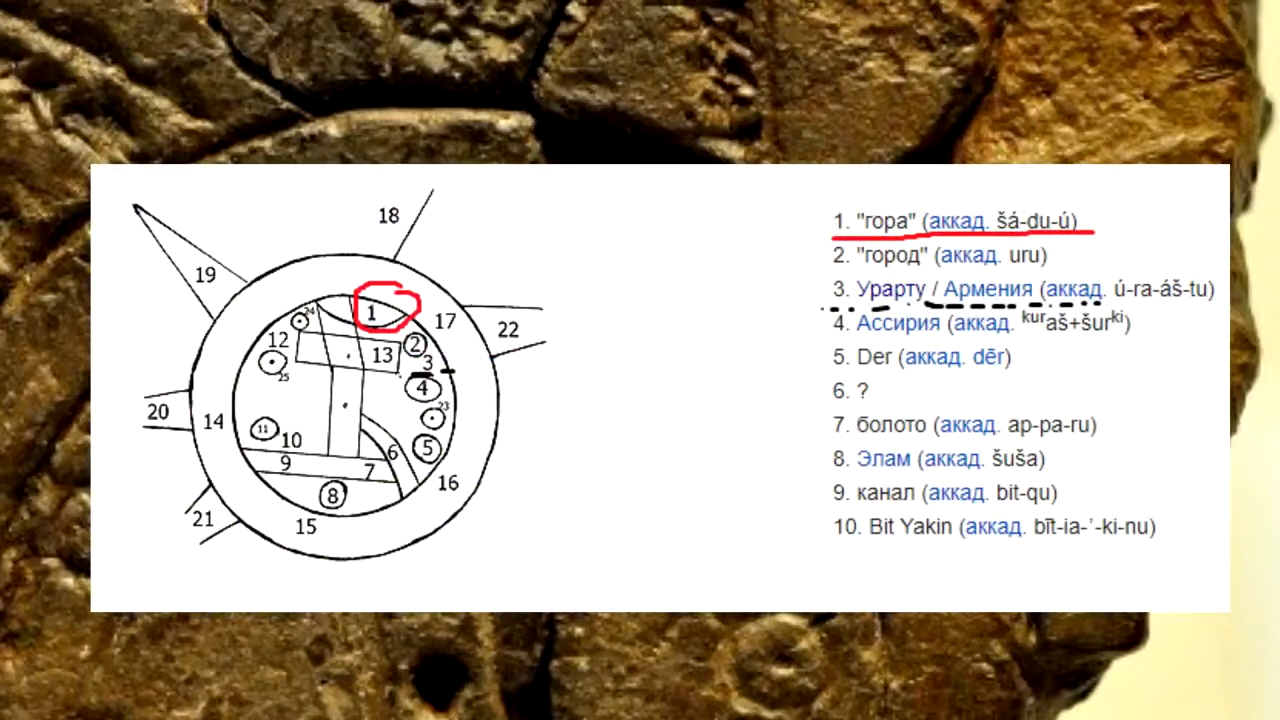 18
19
24
1
17
12
2
22
13
3
25
4
20
23
14
11
10
5
6
9
7
16
8
21
15
1. "гора" (аккад. šá-du-ú)
2. "город" (аккад. uru)
3. Урарту / Армения (аккад. ú-ra-áš-tu)
4. Ассирия (аккад. ᵏᵘʳaš+šurᵏⁱ)
5. Der (аккад. dēr)
6. ?
7. болото (аккад. ap-pa-ru)
8. Элам (аккад. šuša)
9. канал (аккад. bit-qu)
10. Bit Yakin (аккад. bīt-ia-᾿-ki-nu)